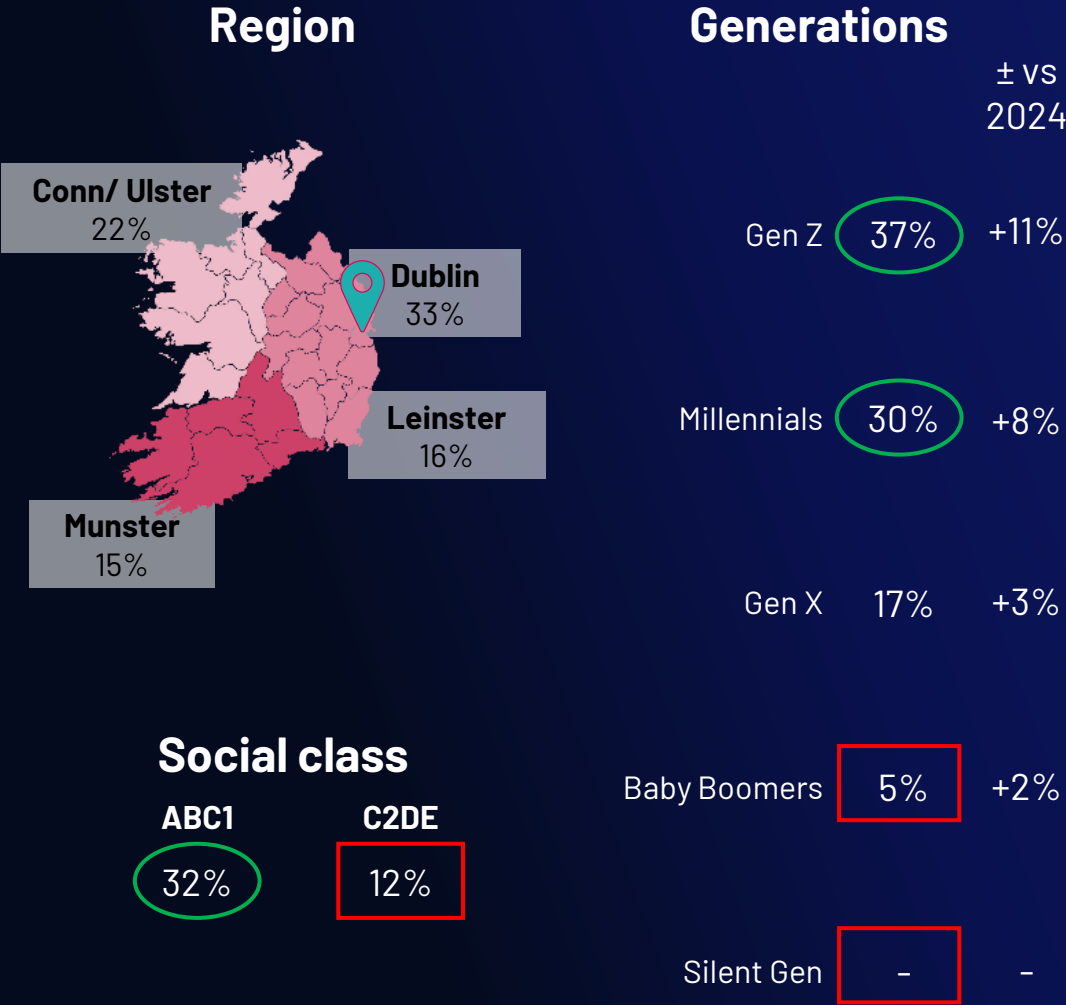 Region
Conn/ Ulster
22%
Dublin
33%
Leinster
16%
Munster
15%
Social class
ABC1 C2DE
32% 12%
Generations
± vs
2024
Gen Z 37% +11%
Millennials 30% +8%
Gen X 17% +3%
Baby Boomers 5% +2%
Silent Gen - -